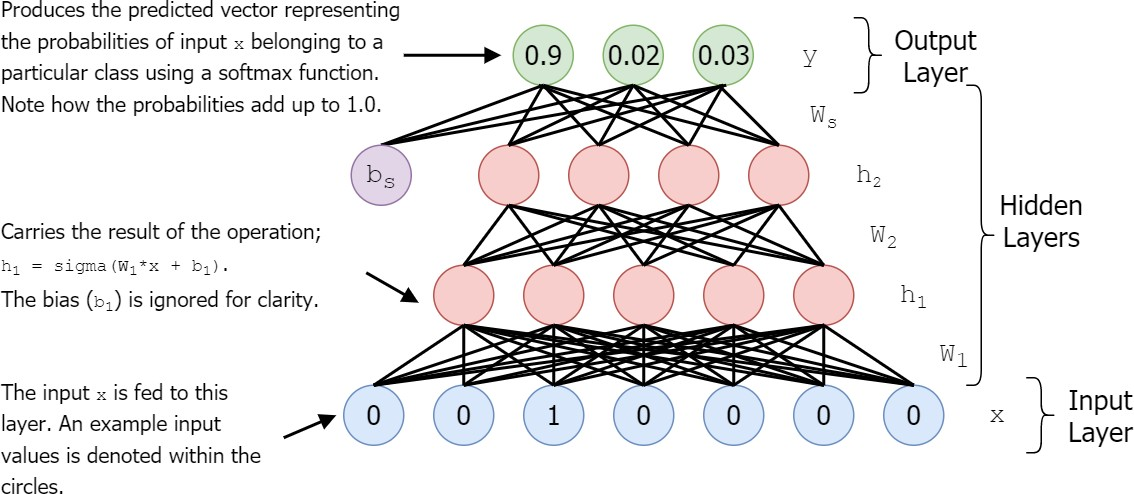 Produces the predicted vector representing
the probabilities of input x belonging to a
particular class using a softmax function.
Note how the probabilities add up to 1.0.
0.9 0.02 0.03 y
Output
Layer
Wₛ
bₛ
h₂
Hidden
Layers
W₂
Carries the result of the operation;
h₁ = sigma(W₁*x + b₁).
The bias (b₁) is ignored for clarity.
h₁
W₁
The input x is fed to this
layer. An example input
values is denoted within the
circles.
0 0 1 0 0 0 0 x
Input
Layer